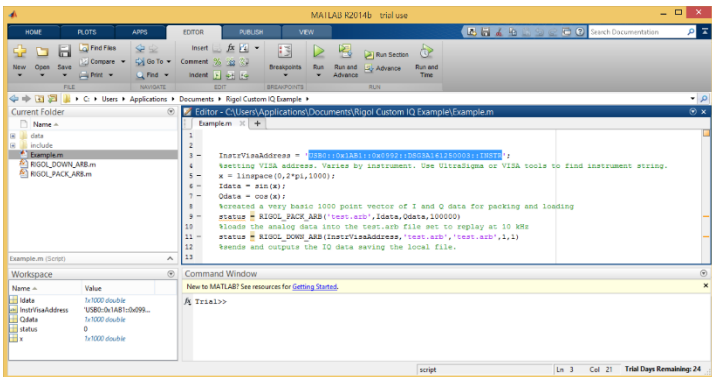 MATLAB R2014b - trial use
HOME PLOTS APPS EDITOR PUBLISH VIEW
Search Documentation
New Open Save
Find Files
Compare
Print
Go To
Find
Insert
Comment
Indent
Breakpoints
Run
Run and Advance
Run Section
Advance
Run and Time
FILE NAVIGATE EDIT BREAKPOINTS RUN
C: Users Applications Documents Rigol Custom IQ Example
Current Folder
Name
data
include
Example.m
RIGOL_DOWN_ARB.m
RIGOL_PACK_ARB.m
Example.m (Script)
Workspace
Name Value
Idata 1x1000 double
InstrVisaAddress 'USB0::0x1AB1::0x099...
Qdata 1x1000 double
status 0
x 1x1000 double
Editor - C:\Users\Applications\Documents\Rigol Custom IQ Example\Example.m
Example.m
1
2
3 InstrVisaAddress = 'USB0::0x1AB1::0x0992::DSG3A161250003::INSTR';
4 %setting VISA address. Varies by instrument. Use UltraSigma or VISA tools to find instrument string.
5 x = linspace(0,2*pi,1000);
6 Idata = sin(x);
7 Qdata = cos(x);
8 %created a very basic 1000 point vector of I and Q data for packing and loading
9 status = RIGOL_PACK_ARB('test.arb',Idata,Qdata,100000)
10 %loads the analog data into the test.arb file set to replay at 10 kHz
11 status = RIGOL_DOWN_ARB(InstrVisaAddress,'test.arb','test.arb',1,1)
12 %sends and outputs the IQ data saving the local file.
13
Command Window
New to MATLAB? See resources for Getting Started.
fx Trial>>
script Ln 3 Col 21 Trial Days Remaining: 24